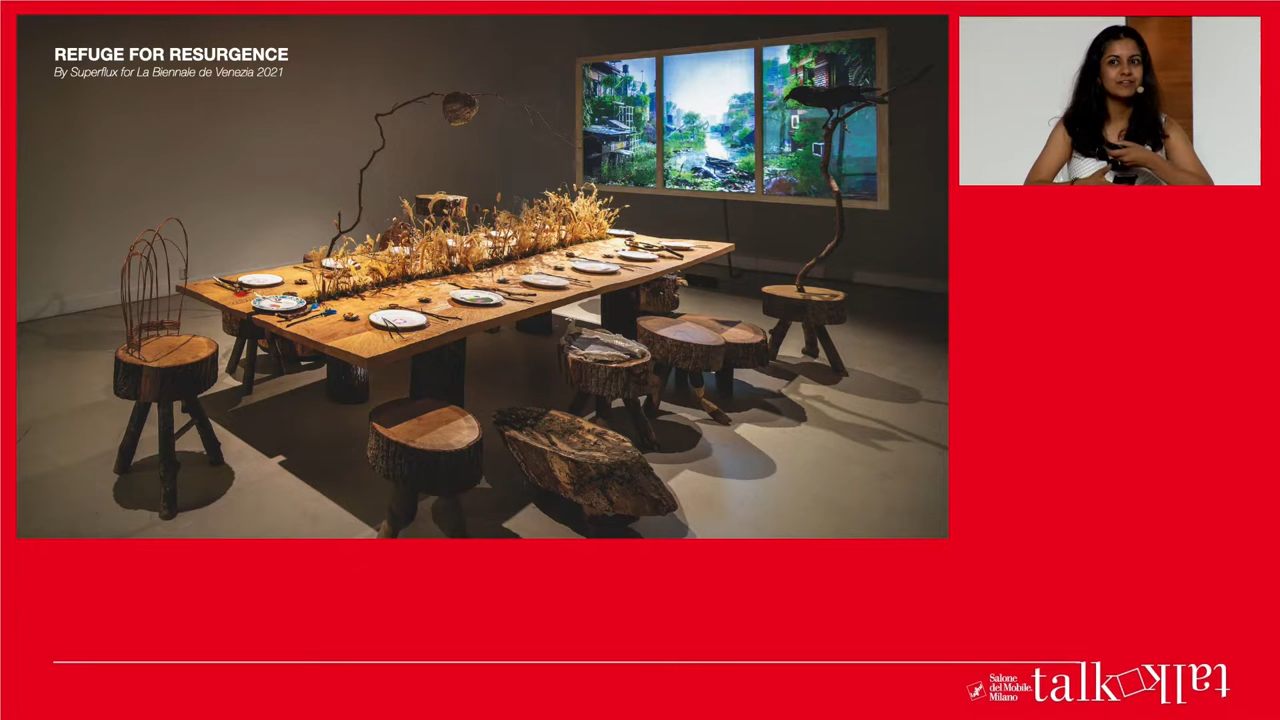 REFUGE FOR RESURGENCE
By Superflux for La Biennale de Venezia 2021
Salone
del Mobile.
Milano
talk talk